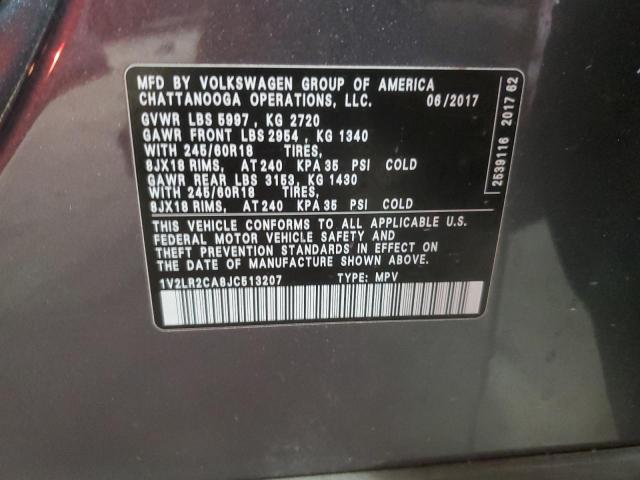 MFD BY VOLKSWAGEN GROUP OF AMERICA
CHATTANOOGA OPERATIONS, LLC. 06/2017
GVWR LBS 5997 , KG 2720
GAWR FRONT LBS 2954 , KG 1340
WITH 245/60R18 TIRES,
8JX18 RIMS, AT 240 KPA 35 PSI COLD
GAWR REAR LBS 3153, KG 1430
WITH 245/60R18 TIRES,
8JX18 RIMS, AT 240 KPA 35 PSI COLD
THIS VEHICLE CONFORMS TO ALL APPLICABLE U.S.
FEDERAL MOTOR VEHICLE SAFETY AND
THEFT PREVENTION STANDARDS IN EFFECT ON
THE DATE OF MANUFACTURE SHOWN ABOVE.
1V2LR2CA8JC513207 TYPE: MPV
2539116 2017 62